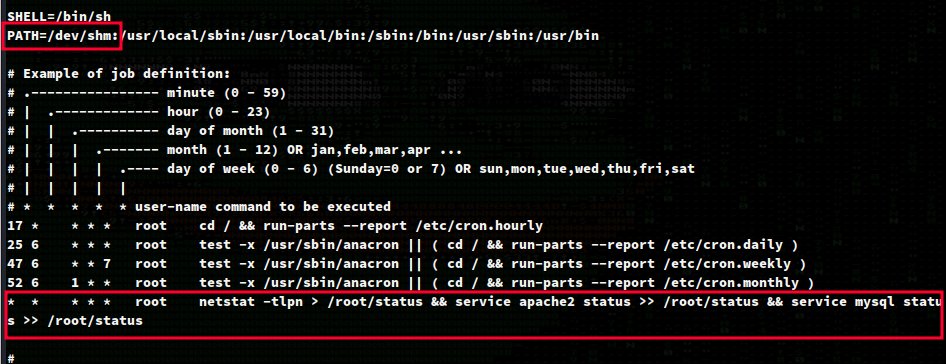 SHELL=/bin/sh
PATH=/dev/shm:/usr/local/sbin:/usr/local/bin:/sbin:/bin:/usr/sbin:/usr/bin
# Example of job definition:
# .---------------- minute (0 - 59)
# |  .------------- hour (0 - 23)
# |  |  .---------- day of month (1 - 31)
# |  |  |  .------- month (1 - 12) OR jan,feb,mar,apr ...
# |  |  |  |  .---- day of week (0 - 6) (Sunday=0 or 7) OR sun,mon,tue,wed,thu,fri,sat
# |  |  |  |  |
# *  *  *  *  * user-name command to be executed
17 *    * * *   root    cd / && run-parts --report /etc/cron.hourly
25 6    * * *   root    test -x /usr/sbin/anacron || ( cd / && run-parts --report /etc/cron.daily )
47 6    * * 7   root    test -x /usr/sbin/anacron || ( cd / && run-parts --report /etc/cron.weekly )
52 6    1 * *   root    test -x /usr/sbin/anacron || ( cd / && run-parts --report /etc/cron.monthly )
*  *    * * *   root    netstat -tlpn > /root/status && service apache2 status >> /root/status && service mysql statu
s >> /root/status
#